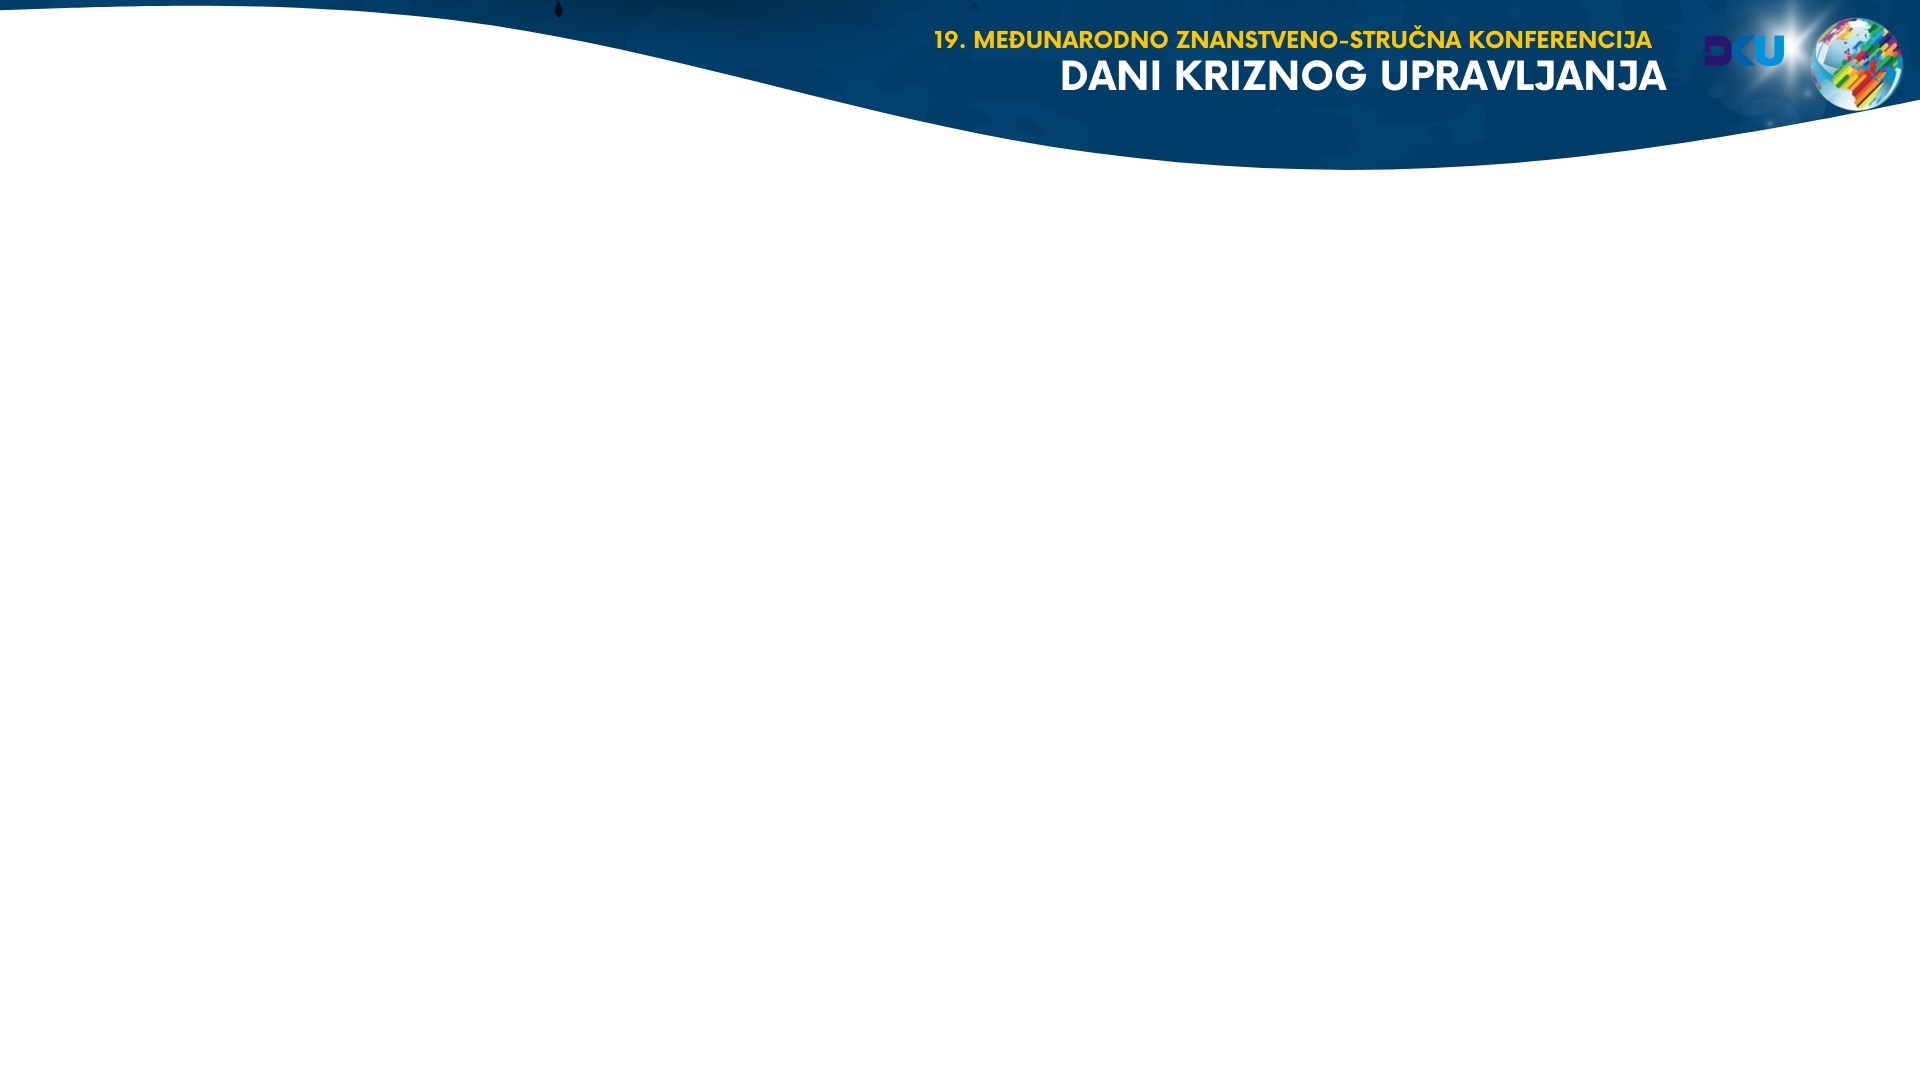 19. MEĐUNARODNO ZNANSTVENO-STRUČNA KONFERENCIJA
DANI KRIZNOG UPRAVLJANJA
DKU